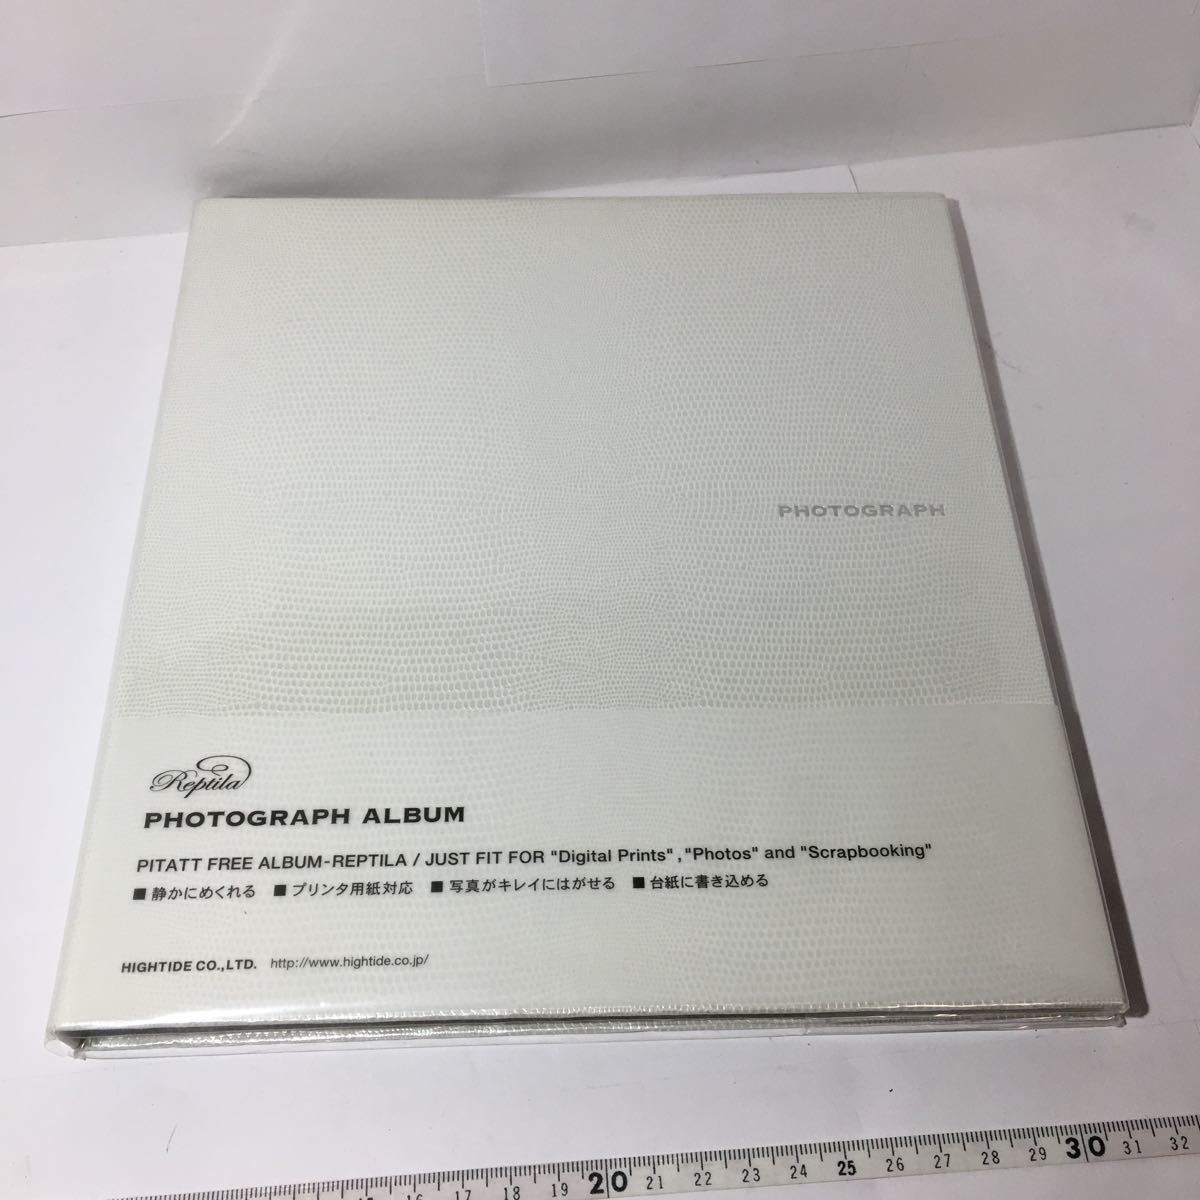 PHOTOGRAPH
Reptila
PHOTOGRAPH ALBUM
PITATT FREE ALBUM-REPTILA / JUST FIT FOR "Digital Prints", "Photos" and "Scrapbooking"
■ 静かにめくれる ■ プリンタ用紙対応 ■ 写真がキレイにはがせる ■ 台紙に書き込める
HIGHTIDE CO.,LTD. http://www.hightide.co.jp/
17 18 19 20 21 22 23 24 25 26 27 28 29 30 31 32